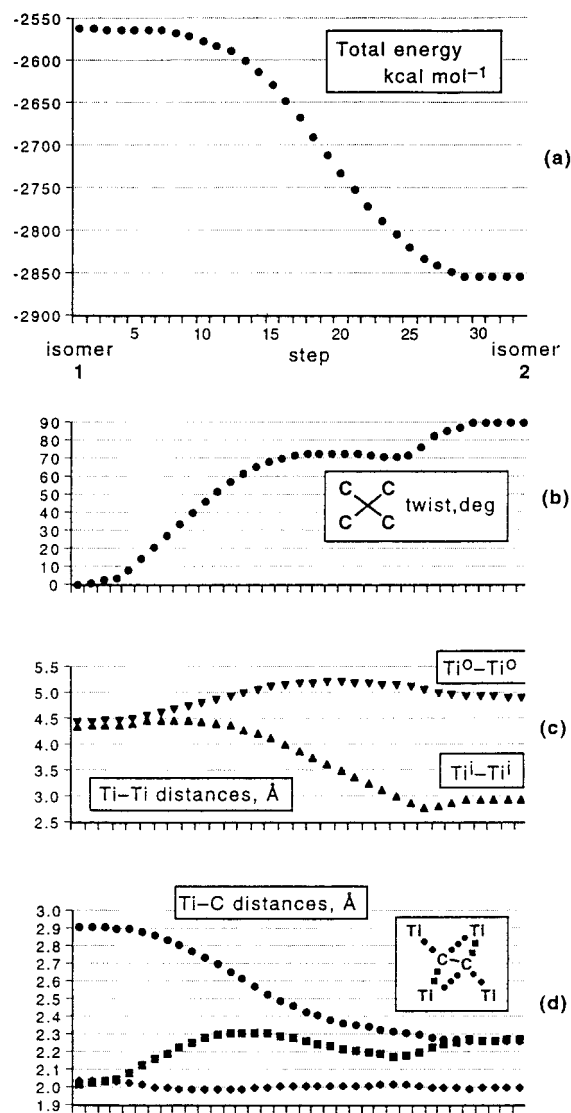 -2550
Total energy
kcal mol⁻¹
-2600
-2650
-2700
(a)
-2750
-2800
-2850
-2900
5 10 15 20 25 30
isomer step isomer
1 2
90
80
70
60
(b)
50
C C
twist,deg
C C
40
30
20
10
0
5.5
Tiᵒ–Tiᵒ
5.0
4.5
(c)
4.0
3.5
Tiⁱ–Tiⁱ
3.0
Ti–Ti distances, Å
2.5
Ti–C distances, Å
3.0
2.9
Ti Ti
2.8
C C
2.7
Ti Ti
2.6
2.5
(d)
2.4
2.3
2.2
2.1
2.0
1.9